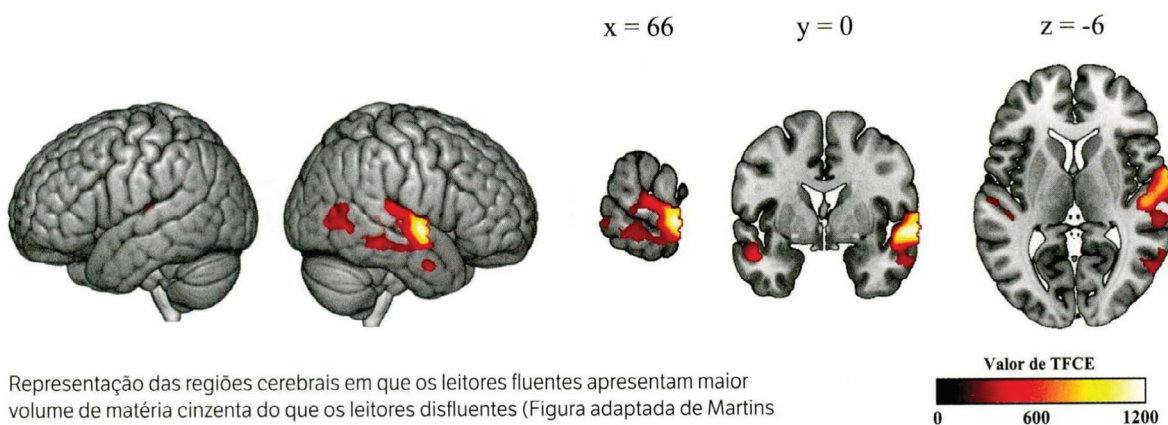 x = 66
y = 0
z = -6
Representação das regiões cerebrais em que os leitores fluentes apresentam maior
volume de matéria cinzenta do que os leitores disfluentes (Figura adaptada de Martins
Valor de TFCE
0 600 1200